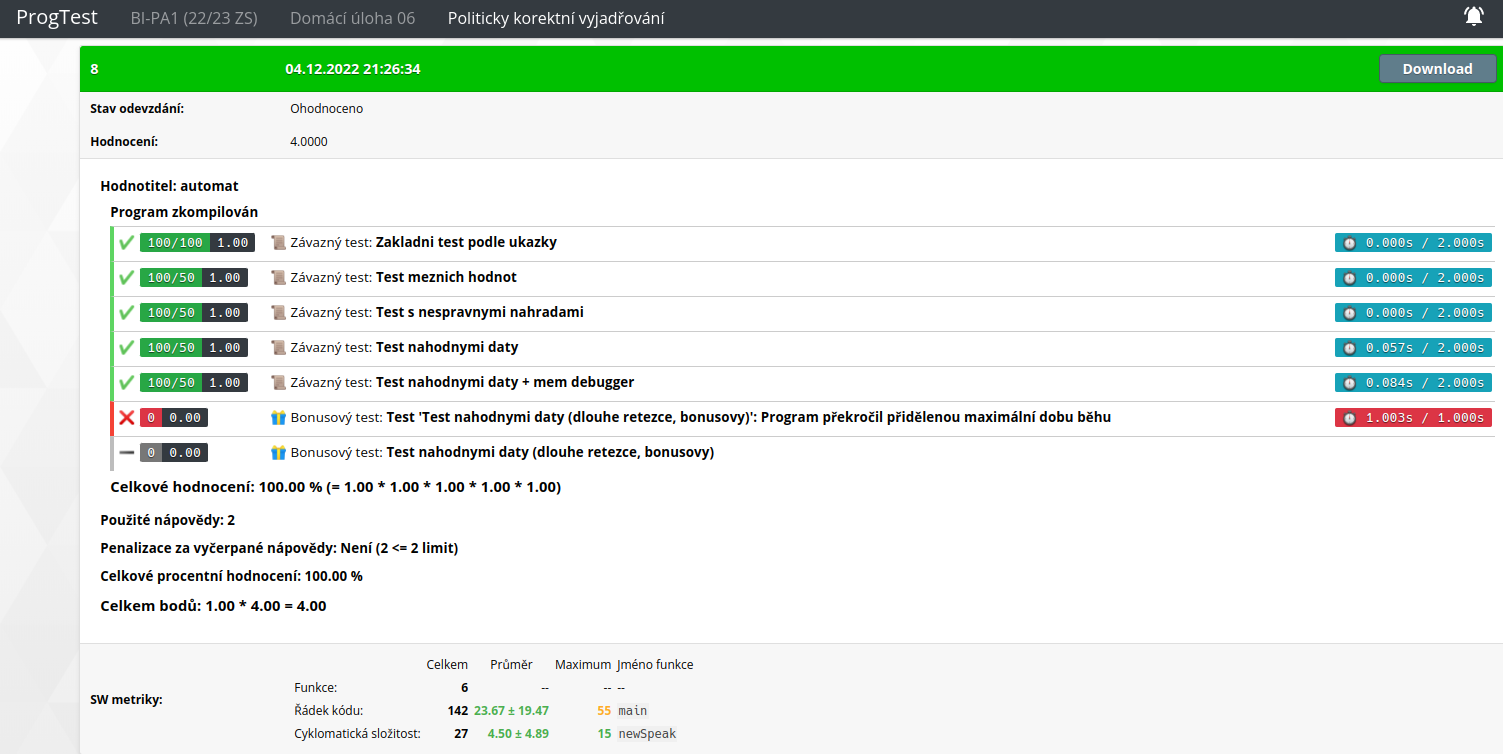 ProgTest BI-PA1 (22/23 ZS) Domácí úloha 06 Politicky korektní vyjadřování
8 04.12.2022 21:26:34 Download
Stav odevzdání: Ohodnoceno
Hodnocení: 4.0000
Hodnotitel: automat
Program zkompilován
100/100 1.00 Závazný test: Zakladni test podle ukazky 0.000s / 2.000s
100/50 1.00 Závazný test: Test meznich hodnot 0.000s / 2.000s
100/50 1.00 Závazný test: Test s nespravnymi nahradami 0.000s / 2.000s
100/50 1.00 Závazný test: Test nahodnymi daty 0.057s / 2.000s
100/50 1.00 Závazný test: Test nahodnymi daty + mem debugger 0.084s / 2.000s
0 0.00 Bonusový test: Test 'Test nahodnymi daty (dlouhe retezce, bonusovy)': Program překročil přidělenou maximální dobu běhu 1.003s / 1.000s
0 0.00 Bonusový test: Test nahodnymi daty (dlouhe retezce, bonusovy)
Celkové hodnocení: 100.00 % (= 1.00 * 1.00 * 1.00 * 1.00 * 1.00)
Použité nápovědy: 2
Penalizace za vyčerpané nápovědy: Není (2 <= 2 limit)
Celkové procentní hodnocení: 100.00 %
Celkem bodů: 1.00 * 4.00 = 4.00
SW metriky:
Celkem Průměr Maximum Jméno funkce
Funkce: 6 -- -- --
Řádek kódu: 142 23.67 ± 19.47 55 main
Cyklomatická složitost: 27 4.50 ± 4.89 15 newSpeak